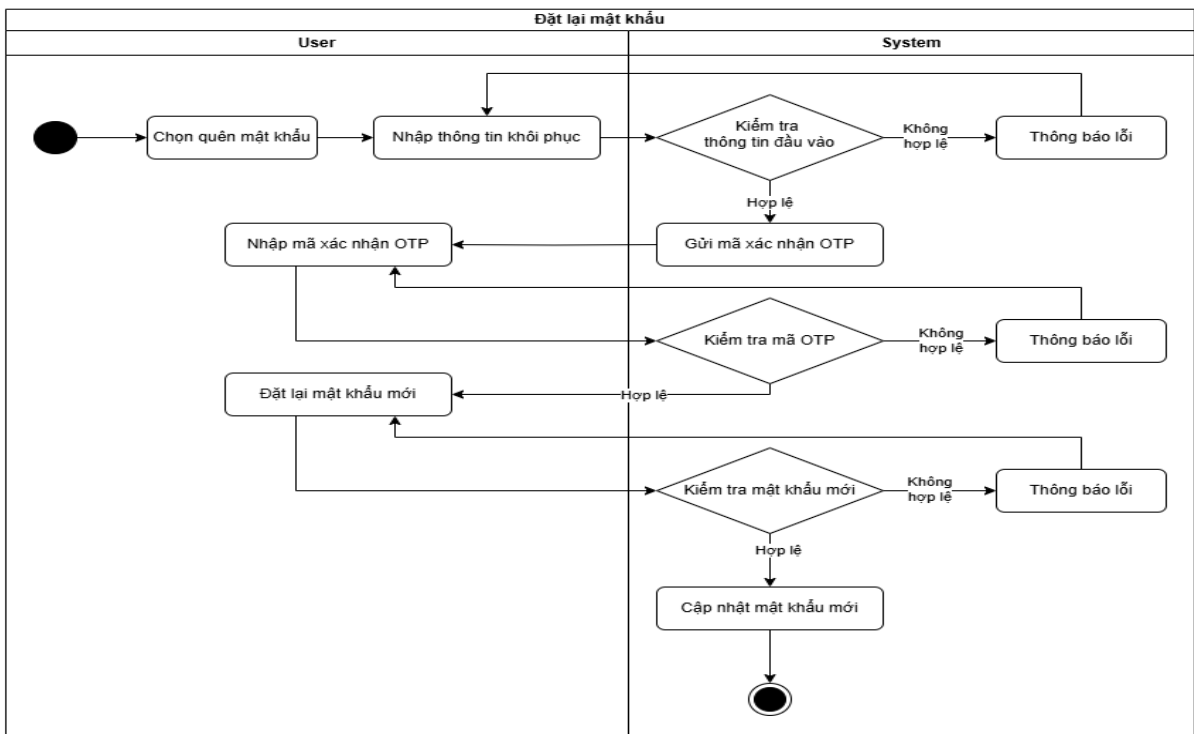 Đặt lại mật khẩu
User
System
Chọn quên mật khẩu
Nhập thông tin khôi phục
Kiểm tra
thông tin đầu vào
Không
hợp lệ
Thông báo lỗi
Hợp lệ
Nhập mã xác nhận OTP
Gửi mã xác nhận OTP
Kiểm tra mã OTP
Không
hợp lệ
Thông báo lỗi
Đặt lại mật khẩu mới
Hợp lệ
Kiểm tra mật khẩu mới
Không
hợp lệ
Thông báo lỗi
Hợp lệ
Cập nhật mật khẩu mới